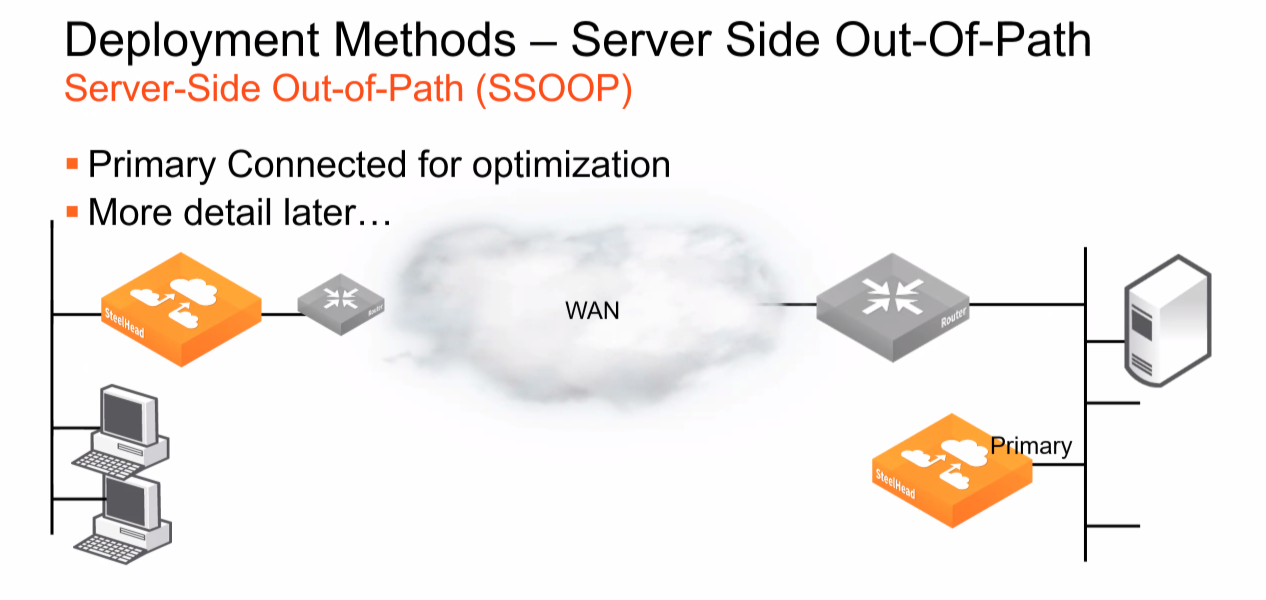 Deployment Methods – Server Side Out-Of-Path
Server-Side Out-of-Path (SSOOP)
Primary Connected for optimization
More detail later…
SteelHead
Router
WAN
Router
Primary
SteelHead